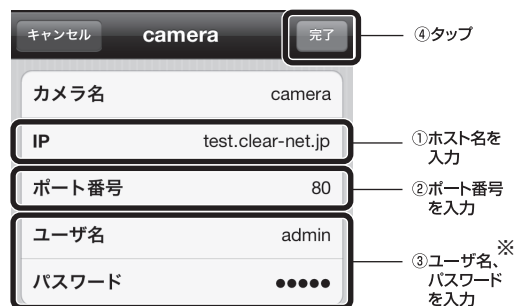 キャンセル camera 完了
④タップ
カメラ名 camera
IP test.clear-net.jp
①ホスト名を
入力
ポート番号 80
②ポート番号
を入力
ユーザ名 admin
パスワード ●●●●●
③ユーザ名、※
パスワード
を入力